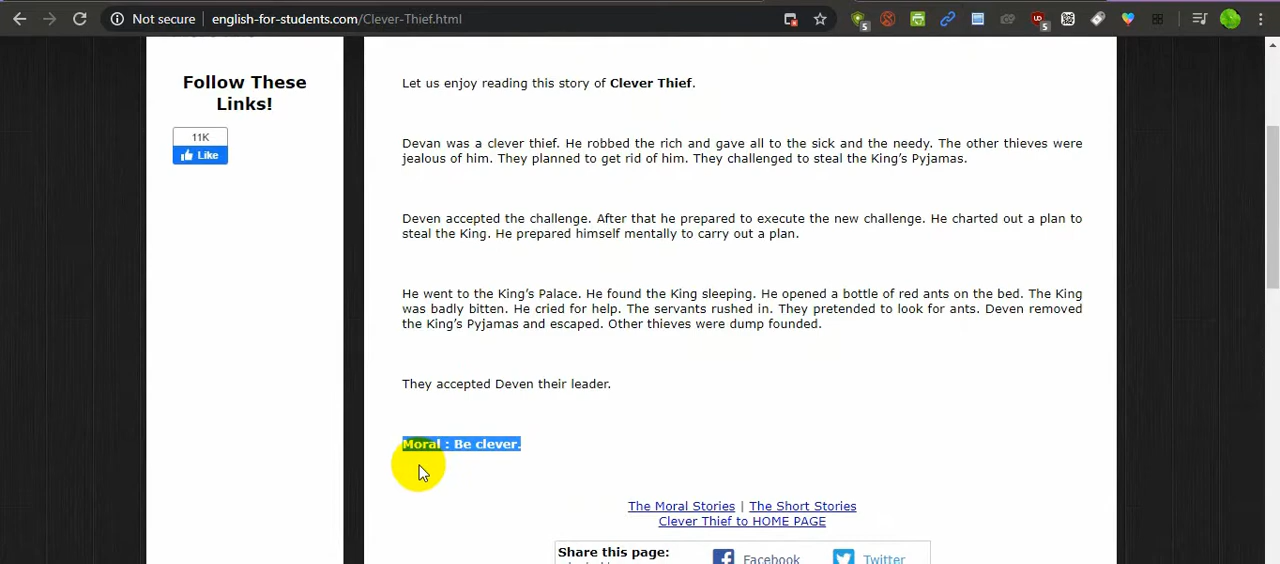 Not secure
english-for-students.com/Clever-Thief.html
5
UD
5
Follow These
Links!
11K
Like
Let us enjoy reading this story of Clever Thief.
Devan was a clever thief. He robbed the rich and gave all to the sick and the needy. The other thieves were
jealous of him. They planned to get rid of him. They challenged to steal the King's Pyjamas.
Deven accepted the challenge. After that he prepared to execute the new challenge. He charted out a plan to
steal the King. He prepared himself mentally to carry out a plan.
He went to the King's Palace. He found the King sleeping. He opened a bottle of red ants on the bed. The King
was badly bitten. He cried for help. The servants rushed in. They pretended to look for ants. Deven removed
the King's Pyjamas and escaped. Other thieves were dump founded.
They accepted Deven their leader.
Moral : Be clever.
The Moral Stories | The Short Stories
Clever Thief to HOME PAGE
Share this page:
Facebook
Twitter